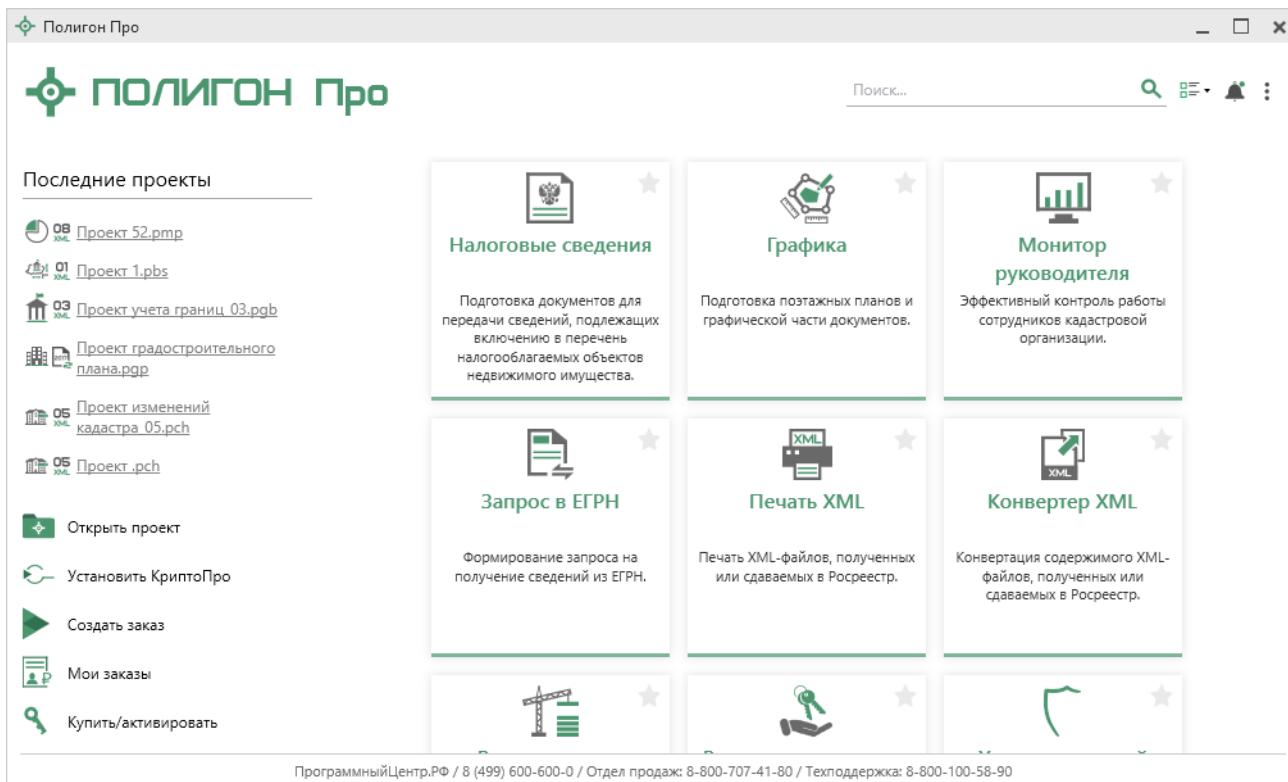 Полигон Про
ПОЛИГОН Про
Поиск...
Последние проекты
08
XML
Проект 52.pmp
01
XML
Проект 1.pbs
03
XML
Проект учета границ_03.pgb
Проект градостроительного
плана.pgp
05
XML
Проект изменений
кадастра_05.pch
05
XML
Проект .pch
Открыть проект
Установить КриптоПро
Создать заказ
Мои заказы
Купить/активировать
Налоговые сведения
Подготовка документов для
передачи сведений, подлежащих
включению в перечень
налогооблагаемых объектов
недвижимого имущества.
Графика
Подготовка поэтажных планов и
графической части документов.
Монитор
руководителя
Эффективный контроль работы
сотрудников кадастровой
организации.
Запрос в ЕГРН
Формирование запроса на
получение сведений из ЕГРН.
XML
Печать XML
Печать XML-файлов, полученных
или сдаваемых в Росреестр.
XML
Конвертер XML
Конвертация содержимого XML-
файлов, полученных или
сдаваемых в Росреестр.
ПрограммныйЦентр.РФ / 8 (499) 600-600-0 / Отдел продаж: 8-800-707-41-80 / Техподдержка: 8-800-100-58-90